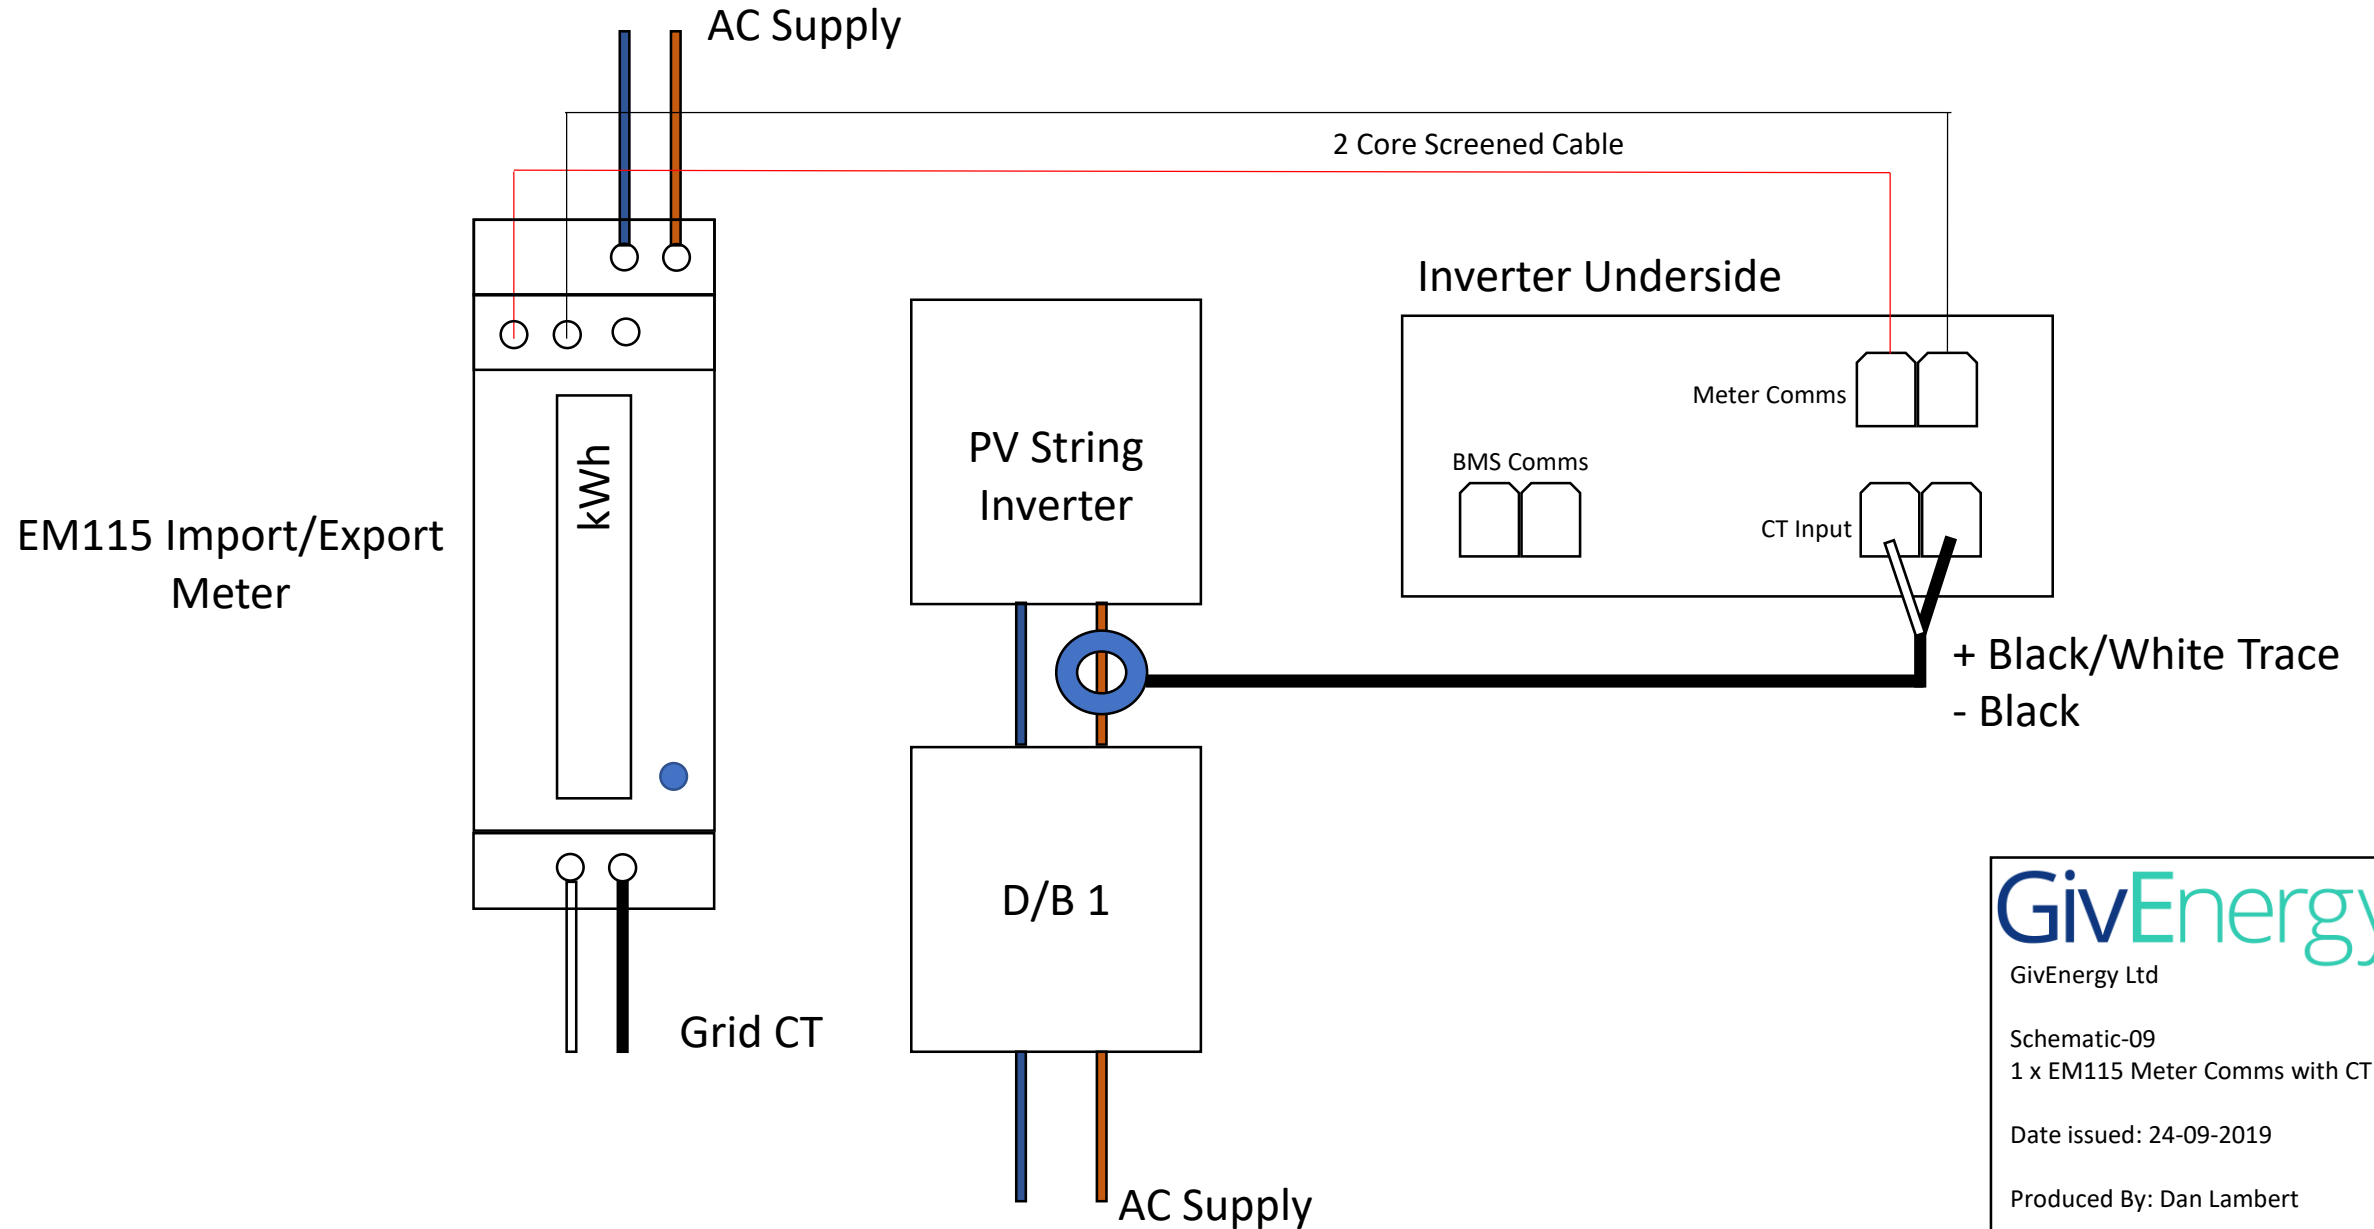 AC Supply
2 Core Screened Cable
Inverter Underside
Meter Comms
PV String
Inverter
BMS Comms
kWh
CT Input
EM115 Import/Export
Meter
+ Black/White Trace
- Black
D/B 1
Grid CT
AC Supply
GivEnergy
GivEnergy Ltd
Schematic-09
1 x EM115 Meter Comms with CT
Date issued: 24-09-2019
Produced By: Dan Lambert